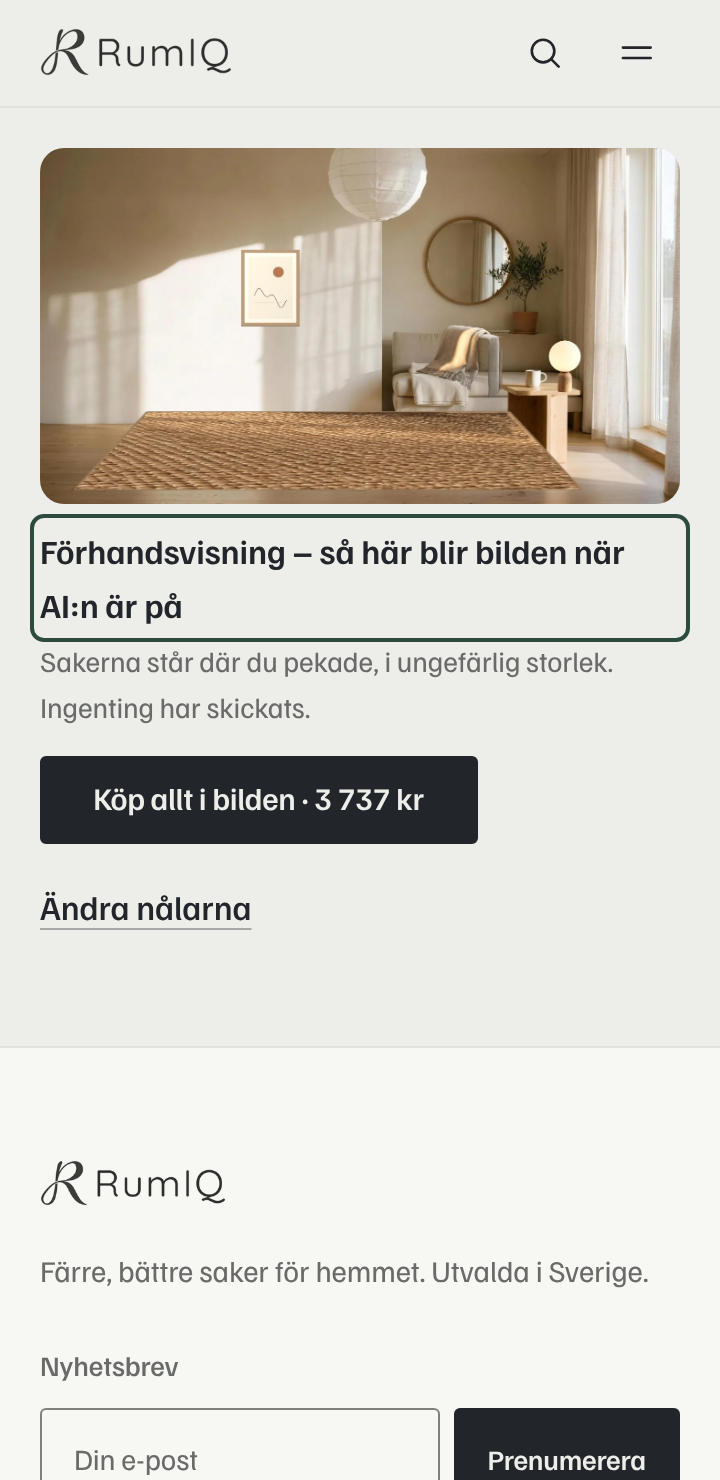 RumIQ
Förhandsvisning – så här blir bilden när
AI:n är på
Sakerna står där du pekade, i ungefärlig storlek.
Ingenting har skickats.
Köp allt i bilden · 3 737 kr
Ändra nålarna
RumIQ
Färre, bättre saker för hemmet. Utvalda i Sverige.
Nyhetsbrev
Din e-post
Prenumerera